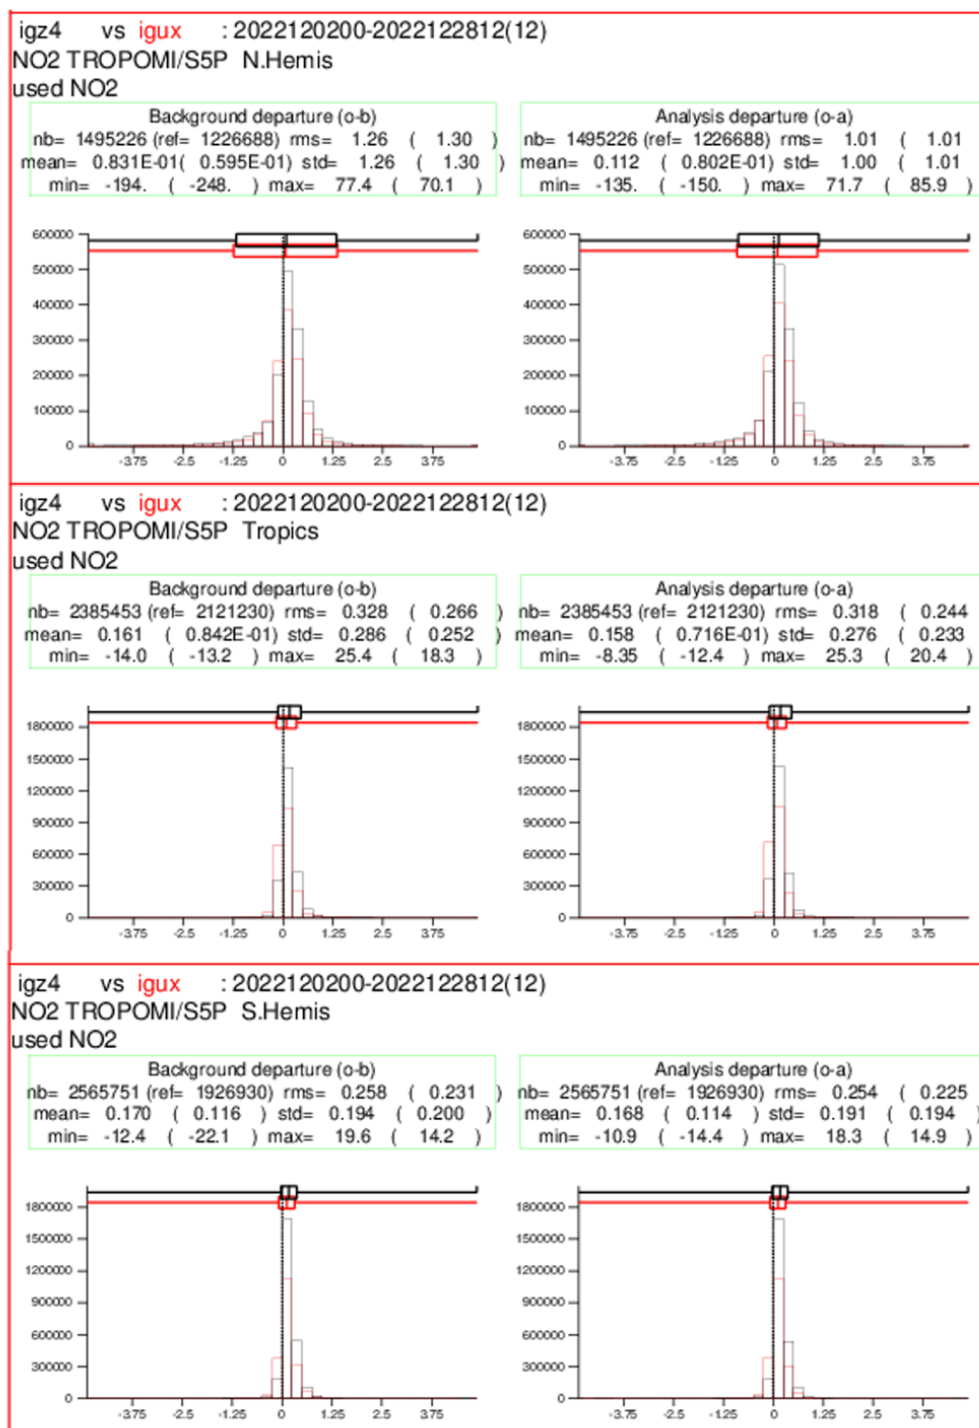 igz4 vs igux : 2022120200-2022122812(12)
NO2 TROPOMI/S5P N.Hemis
used NO2
Background departure (o-b)
nb= 1495226 (ref= 1226688) rms= 1.26 ( 1.30 )
mean= 0.831E-01( 0.595E-01) std= 1.26 ( 1.30 )
min= -194. ( -248. ) max= 77.4 ( 70.1 )
Analysis departure (o-a)
nb= 1495226 (ref= 1226688) rms= 1.01 ( 1.01
mean= 0.112 ( 0.802E-01) std= 1.00 ( 1.01
min= -135. ( -150. ) max= 71.7 ( 85.9 )
600000
500000
400000
300000
200000
100000
0
-3.75 -2.5 -1.25 0 1.25 2.5 3.75
600000
500000
400000
300000
200000
100000
0
-3.75 -2.5 -1.25 0 1.25 2.5 3.75
igz4 vs igux : 2022120200-2022122812(12)
NO2 TROPOMI/S5P Tropics
used NO2
Background departure (o-b)
nb= 2385453 (ref= 2121230) rms= 0.328 ( 0.266 )
mean= 0.161 ( 0.842E-01) std= 0.286 ( 0.252 )
min= -14.0 ( -13.2 ) max= 25.4 ( 18.3 )
Analysis departure (o-a)
nb= 2385453 (ref= 2121230) rms= 0.318 ( 0.244
mean= 0.158 ( 0.716E-01) std= 0.276 ( 0.233
min= -8.35 ( -12.4 ) max= 25.3 ( 20.4 )
1800000
1500000
1200000
900000
600000
300000
0
-3.75 -2.5 -1.25 0 1.25 2.5 3.75
1800000
1500000
1200000
900000
600000
300000
0
-3.75 -2.5 -1.25 0 1.25 2.5 3.75
igz4 vs igux : 2022120200-2022122812(12)
NO2 TROPOMI/S5P S.Hemis
used NO2
Background departure (o-b)
nb= 2565751 (ref= 1926930) rms= 0.258 ( 0.231 )
mean= 0.170 ( 0.116 ) std= 0.194 ( 0.200 )
min= -12.4 ( -22.1 ) max= 19.6 ( 14.2 )
Analysis departure (o-a)
nb= 2565751 (ref= 1926930) rms= 0.254 ( 0.225
mean= 0.168 ( 0.114 ) std= 0.191 ( 0.194
min= -10.9 ( -14.4 ) max= 18.3 ( 14.9 )
1800000
1500000
1200000
900000
600000
300000
0
-3.75 -2.5 -1.25 0 1.25 2.5 3.75
1800000
1500000
1200000
900000
600000
300000
0
-3.75 -2.5 -1.25 0 1.25 2.5 3.75